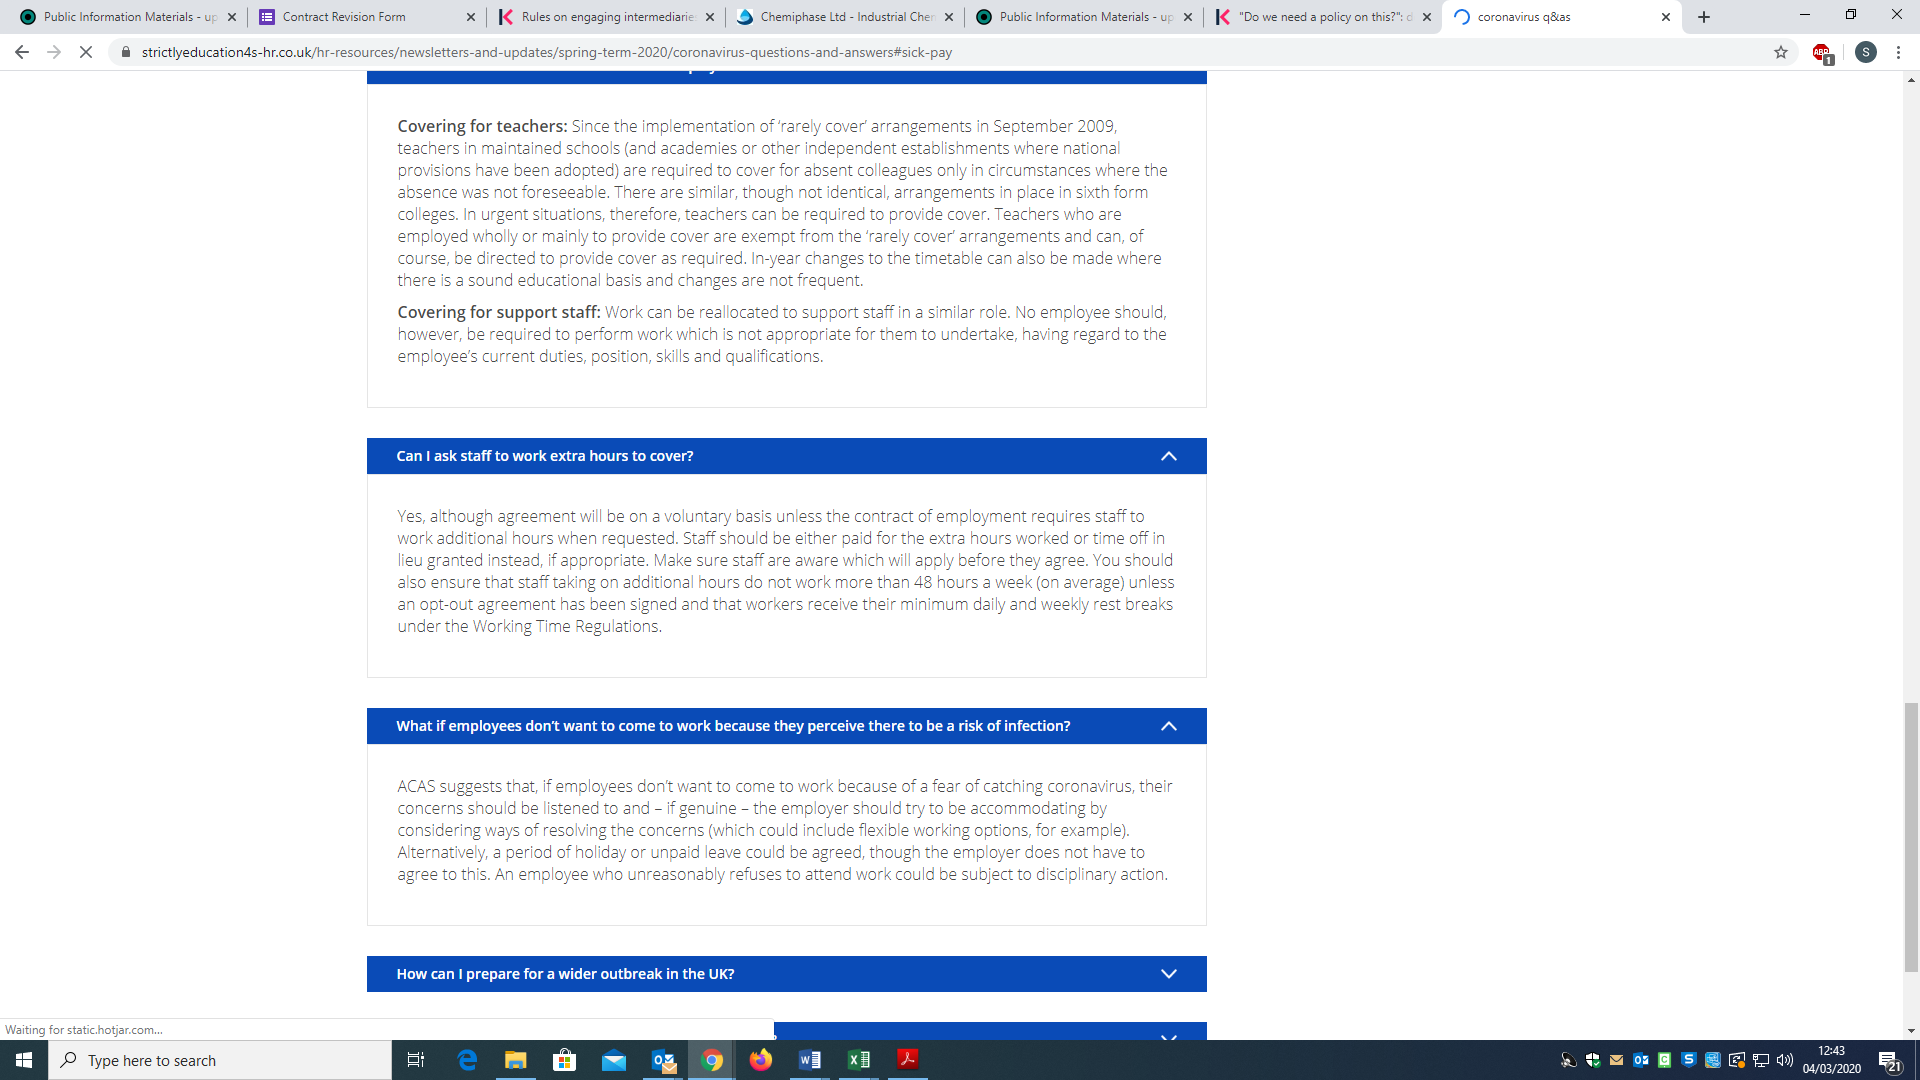 Public Information Materials - up
Contract Revision Form
Rules on engaging intermediarie
Chemiphase Ltd - Industrial Chem
Public Information Materials - up
"Do we need a policy on this?": d
coronavirus q&as
strictlyeducation4s-hr.co.uk/hr-resources/newsletters-and-updates/spring-term-2020/coronavirus-questions-and-answers#sick-pay
ABP
1
S
Covering for teachers: Since the implementation of ‘rarely cover’ arrangements in September 2009,
teachers in maintained schools (and academies or other independent establishments where national
provisions have been adopted) are required to cover for absent colleagues only in circumstances where the
absence was not foreseeable. There are similar, though not identical, arrangements in place in sixth form
colleges. In urgent situations, therefore, teachers can be required to provide cover. Teachers who are
employed wholly or mainly to provide cover are exempt from the ‘rarely cover’ arrangements and can, of
course, be directed to provide cover as required. In-year changes to the timetable can also be made where
there is a sound educational basis and changes are not frequent.
Covering for support staff: Work can be reallocated to support staff in a similar role. No employee should,
however, be required to perform work which is not appropriate for them to undertake, having regard to the
employee’s current duties, position, skills and qualifications.
Can I ask staff to work extra hours to cover?
Yes, although agreement will be on a voluntary basis unless the contract of employment requires staff to
work additional hours when requested. Staff should be either paid for the extra hours worked or time off in
lieu granted instead, if appropriate. Make sure staff are aware which will apply before they agree. You should
also ensure that staff taking on additional hours do not work more than 48 hours a week (on average) unless
an opt-out agreement has been signed and that workers receive their minimum daily and weekly rest breaks
under the Working Time Regulations.
What if employees don’t want to come to work because they perceive there to be a risk of infection?
ACAS suggests that, if employees don’t want to come to work because of a fear of catching coronavirus, their
concerns should be listened to and – if genuine – the employer should try to be accommodating by
considering ways of resolving the concerns (which could include flexible working options, for example).
Alternatively, a period of holiday or unpaid leave could be agreed, though the employer does not have to
agree to this. An employee who unreasonably refuses to attend work could be subject to disciplinary action.
How can I prepare for a wider outbreak in the UK?
Waiting for static.hotjar.com...
Type here to search
12:43
04/03/2020
21